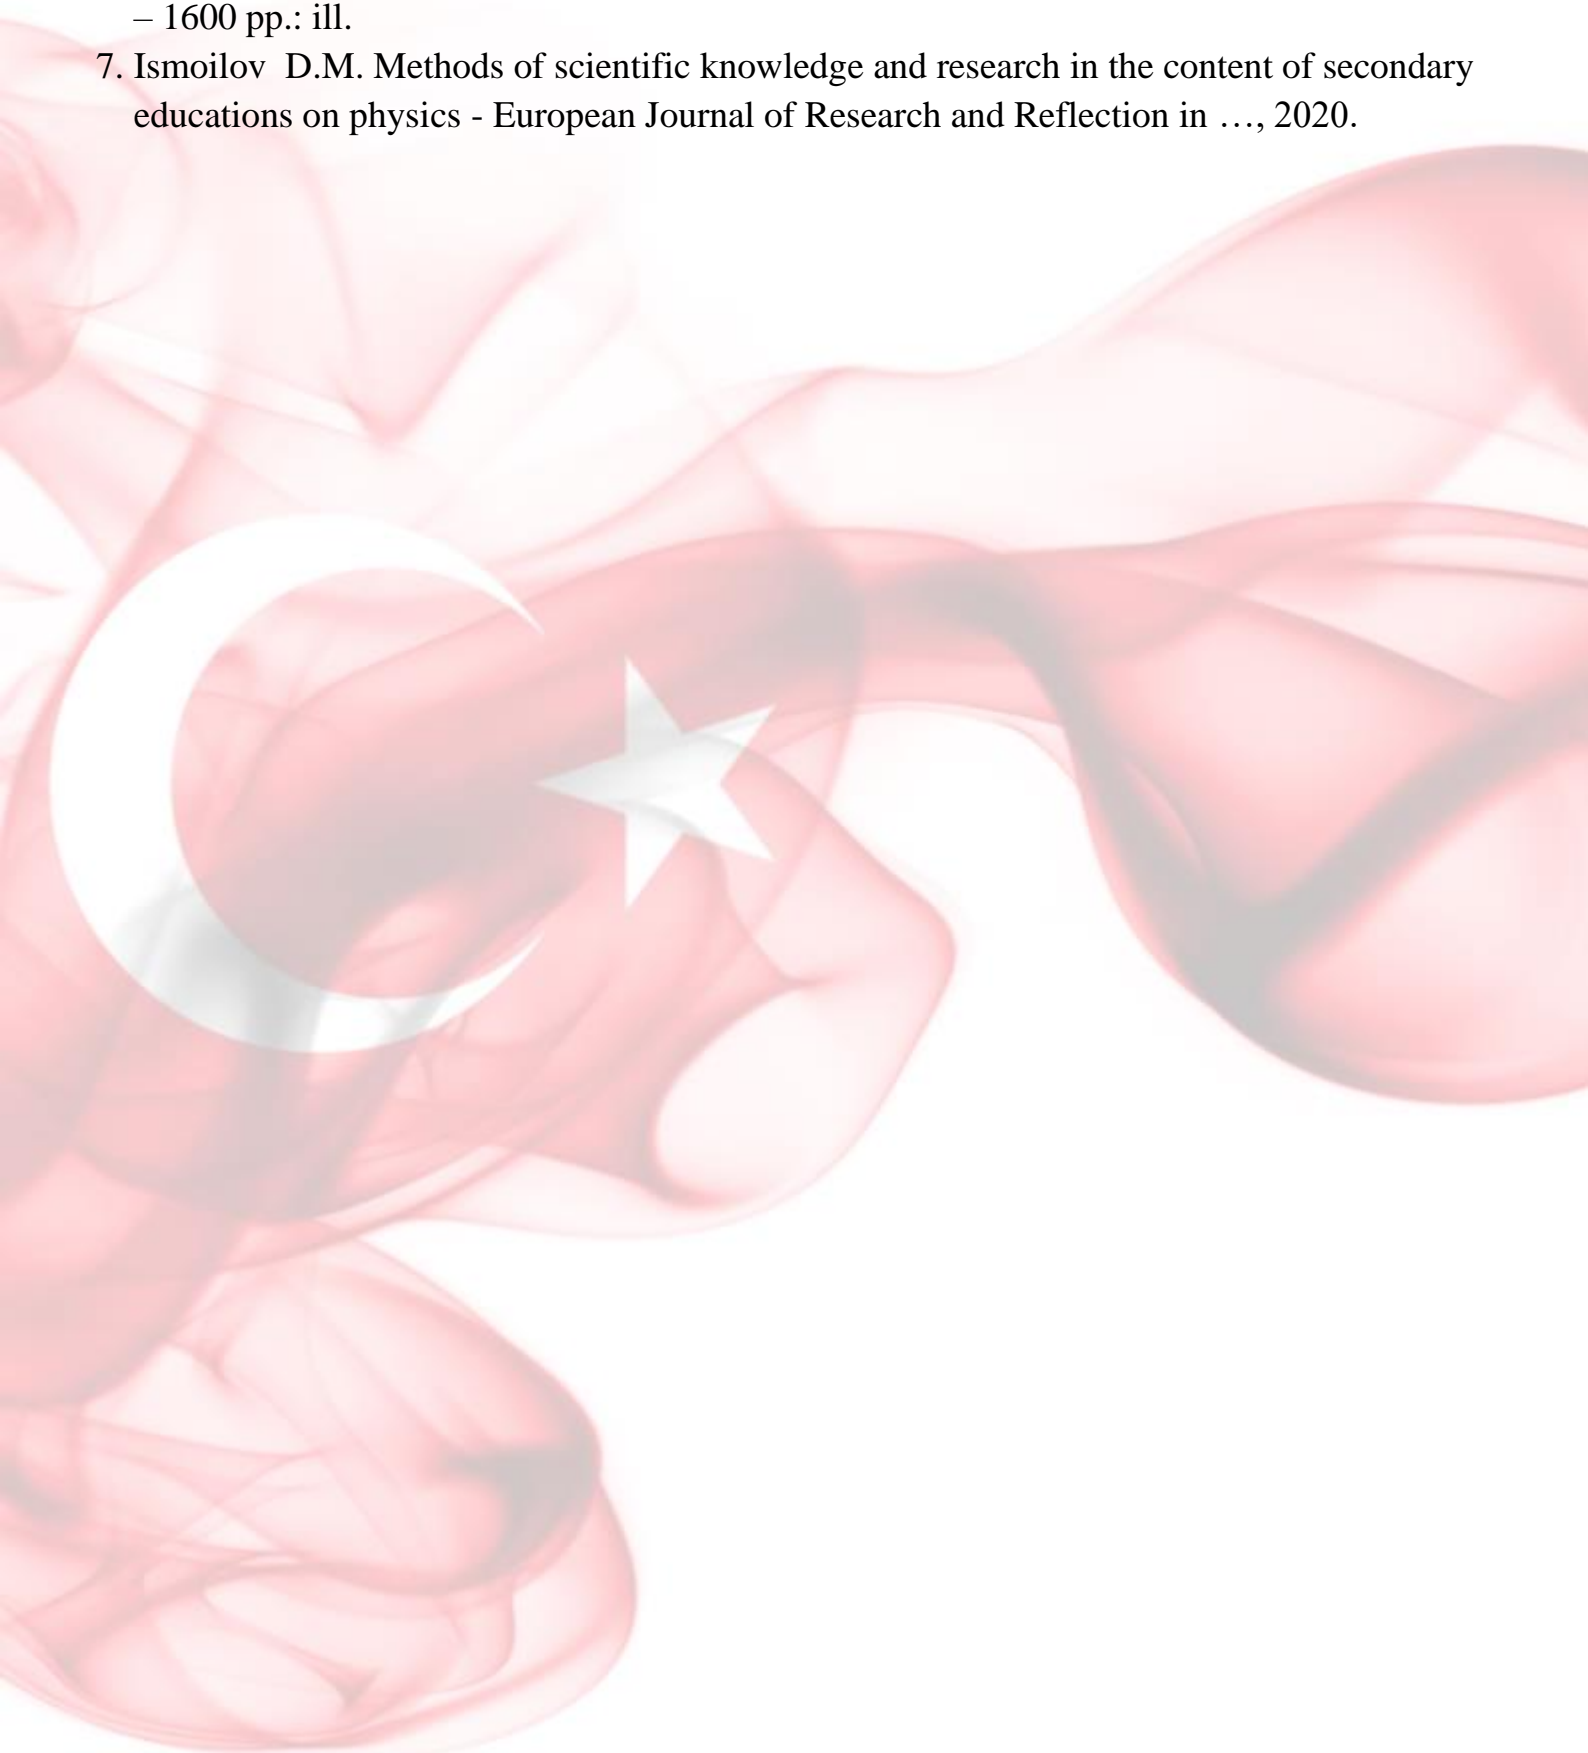 – 1600 pp.: ill.
7. Ismoilov  D.M. Methods of scientific knowledge and research in the content of secondary
educations on physics - European Journal of Research and Reflection in …, 2020.